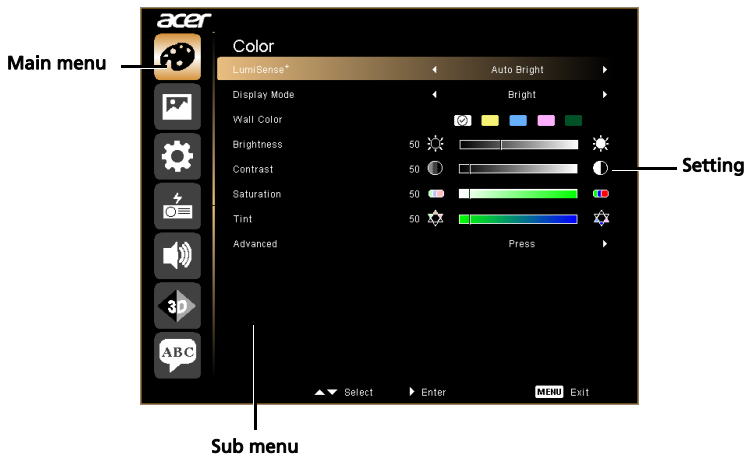 acer
Main menu
Color
LumiSense+ Auto Bright
Display Mode Bright
Wall Color
Brightness 50
Contrast 50
Setting
Saturation 50
Tint 50
Advanced Press
3D
ABC
Select Enter MENU Exit
Sub menu